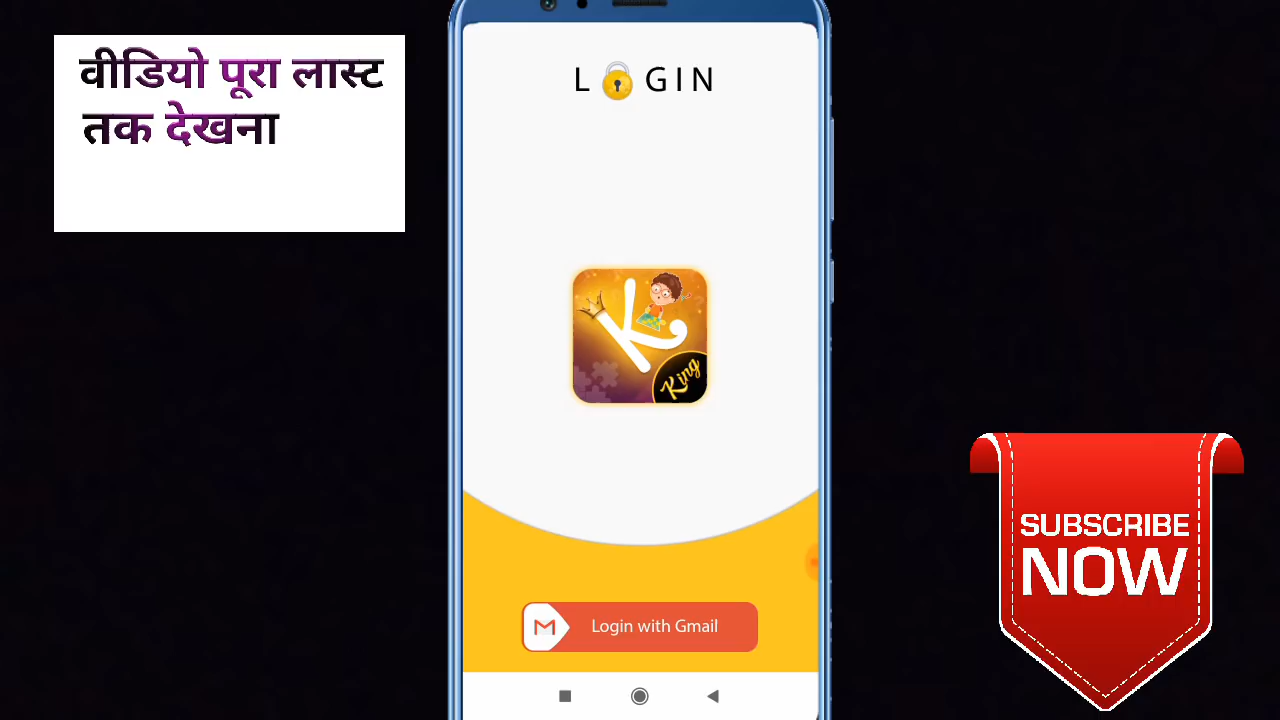 वीडियो पूरा लास्ट
तक देखना
LOGIN
K
King
Login with Gmail
SUBSCRIBE
NOW